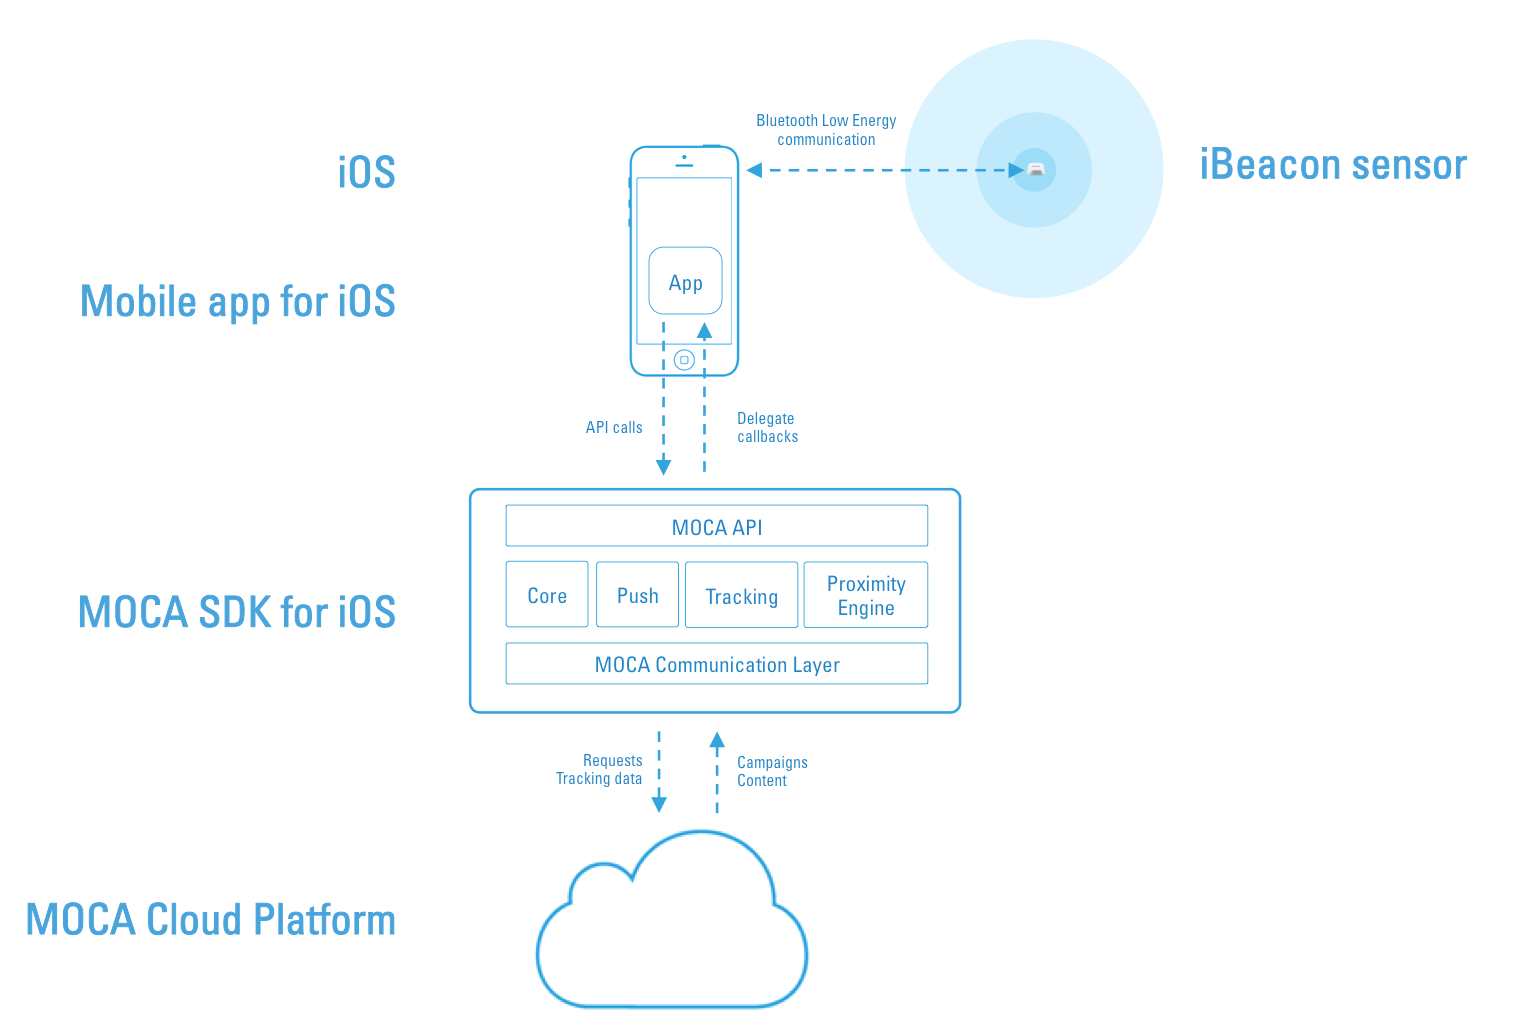 Bluetooth Low Energy
communication
iOS
iBeacon sensor
Mobile app for iOS
App
API calls
Delegate
callbacks
MOCA SDK for iOS
MOCA API
Core
Push
Tracking
Proximity
Engine
MOCA Communication Layer
Requests
Tracking data
Campaigns
Content
MOCA Cloud Platform